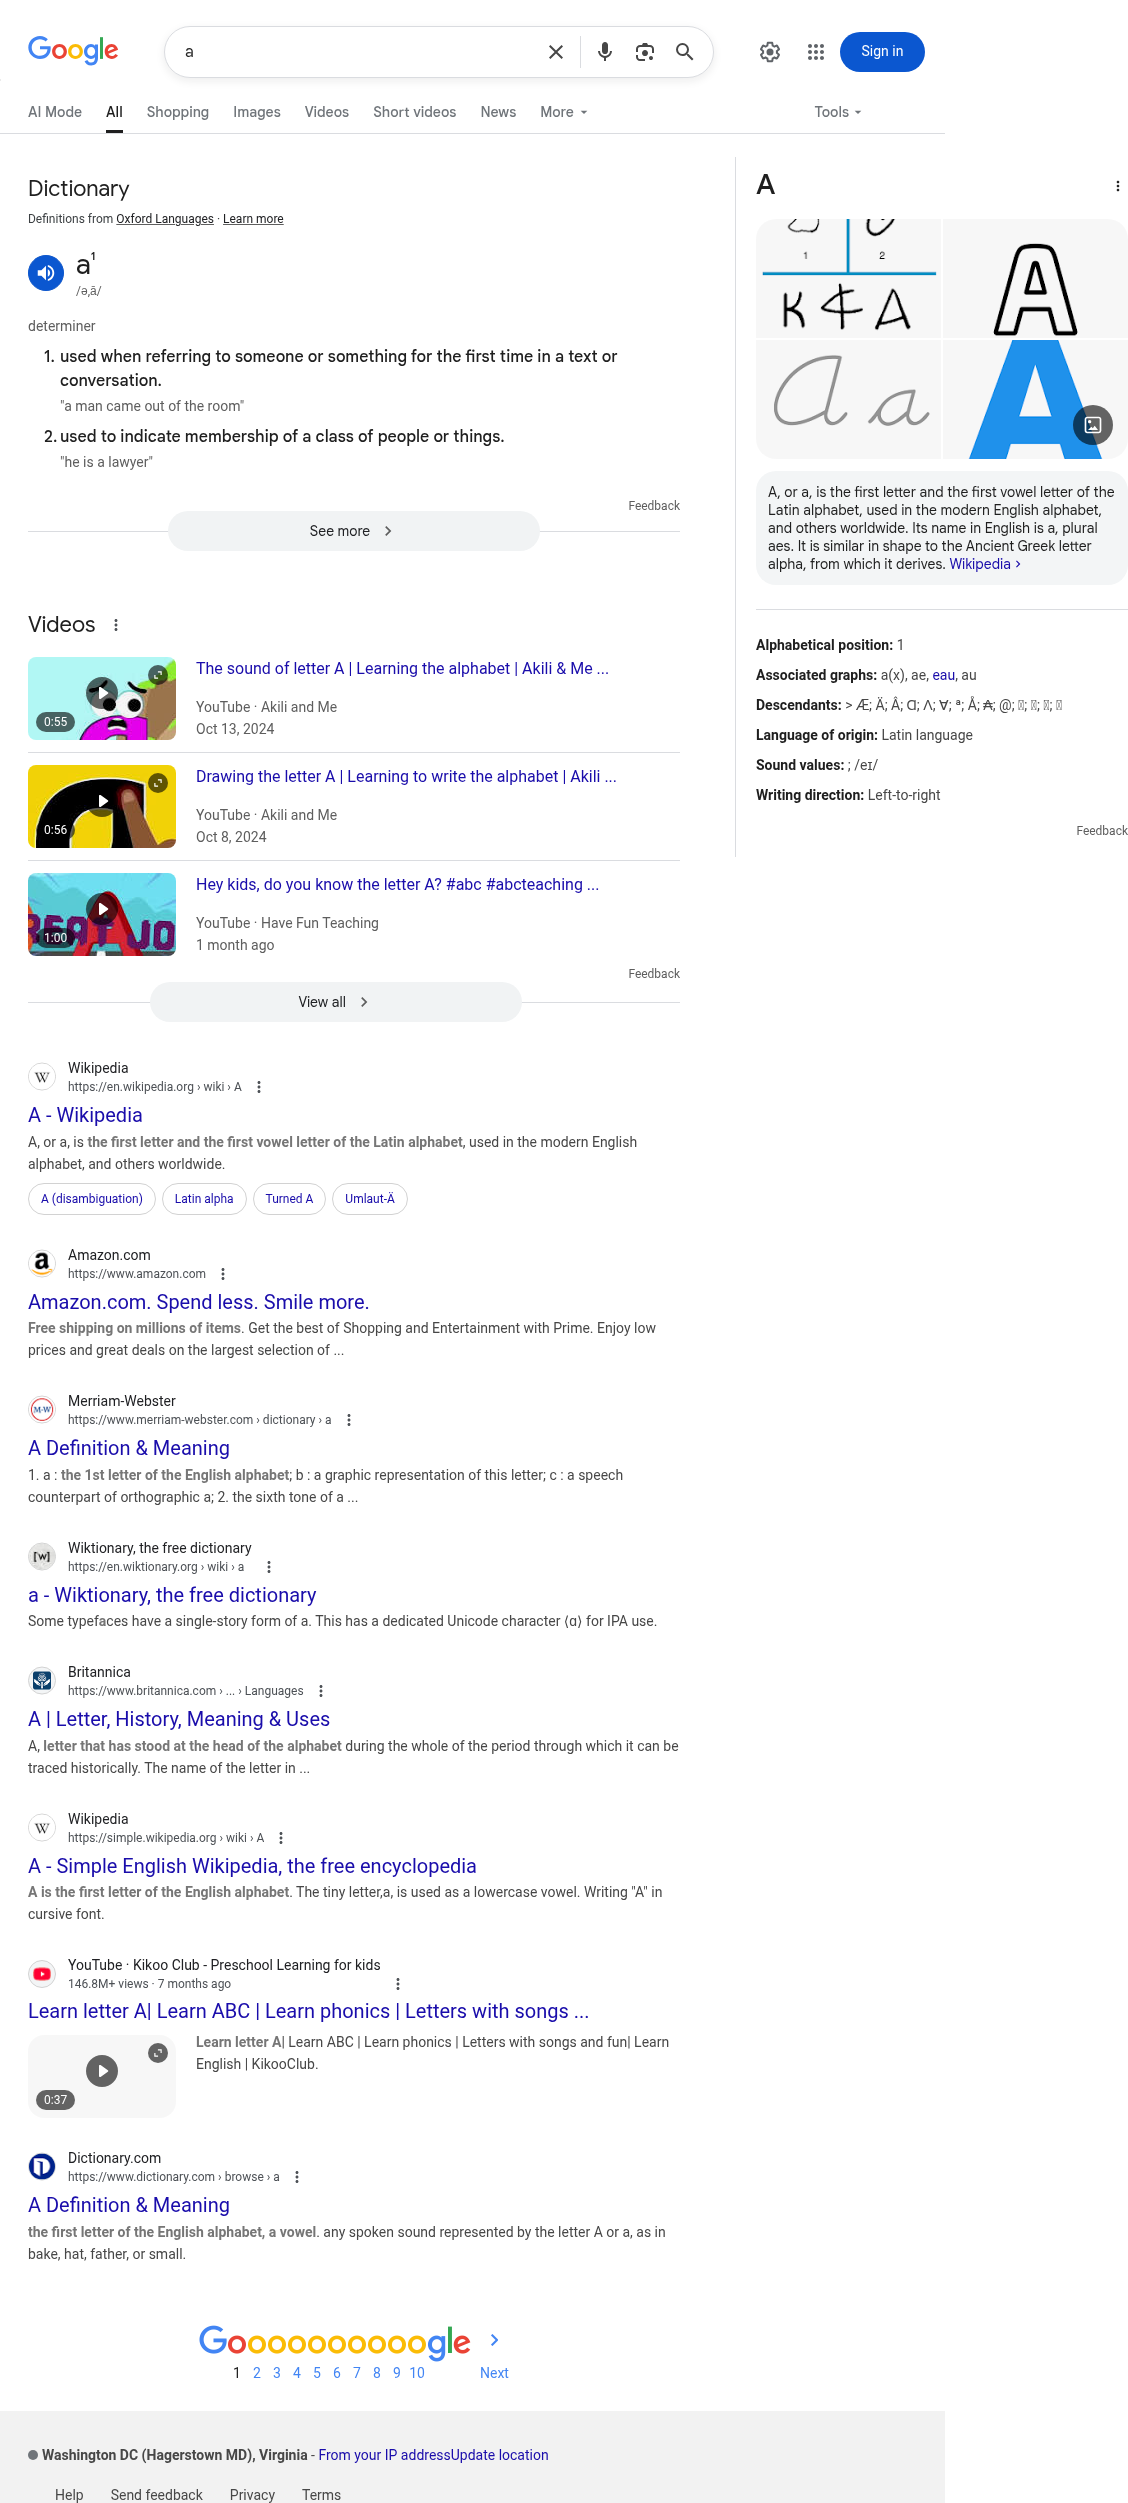 Google
a
Sign in
AI Mode
All
Shopping
Images
Videos
Short videos
News
More
Tools
Dictionary
Definitions from Oxford Languages · Learn more
a¹
/ə,ā/
determiner
1. used when referring to someone or something for the first time in a text or
conversation.
"a man came out of the room"
2. used to indicate membership of a class of people or things.
"he is a lawyer"
Feedback
See more
Videos
The sound of letter A | Learning the alphabet | Akili & Me ...
YouTube · Akili and Me
Oct 13, 2024
0:55
Drawing the letter A | Learning to write the alphabet | Akili ...
YouTube · Akili and Me
Oct 8, 2024
0:56
Hey kids, do you know the letter A? #abc #abcteaching ...
YouTube · Have Fun Teaching
1 month ago
1:00
Feedback
View all
Wikipedia
https://en.wikipedia.org › wiki › A
A - Wikipedia
A, or a, is the first letter and the first vowel letter of the Latin alphabet, used in the modern English
alphabet, and others worldwide.
A (disambiguation)
Latin alpha
Turned A
Umlaut-Ä
Amazon.com
https://www.amazon.com
Amazon.com. Spend less. Smile more.
Free shipping on millions of items. Get the best of Shopping and Entertainment with Prime. Enjoy low
prices and great deals on the largest selection of ...
Merriam-Webster
https://www.merriam-webster.com › dictionary › a
A Definition & Meaning
1. a : the 1st letter of the English alphabet; b : a graphic representation of this letter; c : a speech
counterpart of orthographic a; 2. the sixth tone of a ...
Wiktionary, the free dictionary
https://en.wiktionary.org › wiki › a
a - Wiktionary, the free dictionary
Some typefaces have a single-story form of a. This has a dedicated Unicode character ⟨ɑ⟩ for IPA use.
Britannica
https://www.britannica.com › ... › Languages
A | Letter, History, Meaning & Uses
A, letter that has stood at the head of the alphabet during the whole of the period through which it can be
traced historically. The name of the letter in ...
Wikipedia
https://simple.wikipedia.org › wiki › A
A - Simple English Wikipedia, the free encyclopedia
A is the first letter of the English alphabet. The tiny letter,a, is used as a lowercase vowel. Writing "A" in
cursive font.
YouTube · Kikoo Club - Preschool Learning for kids
146.8M+ views · 7 months ago
Learn letter A| Learn ABC | Learn phonics | Letters with songs ...
Learn letter A| Learn ABC | Learn phonics | Letters with songs and fun| Learn
English | KikooClub.
0:37
Dictionary.com
https://www.dictionary.com › browse › a
A Definition & Meaning
the first letter of the English alphabet, a vowel. any spoken sound represented by the letter A or a, as in
bake, hat, father, or small.
A
1 2
A
A a
A
A, or a, is the first letter and the first vowel letter of the
Latin alphabet, used in the modern English alphabet,
and others worldwide. Its name in English is a, plural
aes. It is similar in shape to the Ancient Greek letter
alpha, from which it derives. Wikipedia ›
Alphabetical position: 1
Associated graphs: a(x), ae, eau, au
Descendants: > Æ; Ä; Â; Ɑ; Λ; Ɐ; ª; Å; ₳; @;
Language of origin: Latin language
Sound values: ; /eɪ/
Writing direction: Left-to-right
Feedback
Goooooooooogle
1 2 3 4 5 6 7 8 9 10 Next
Washington DC (Hagerstown MD), Virginia - From your IP addressUpdate location
Help Send feedback Privacy Terms